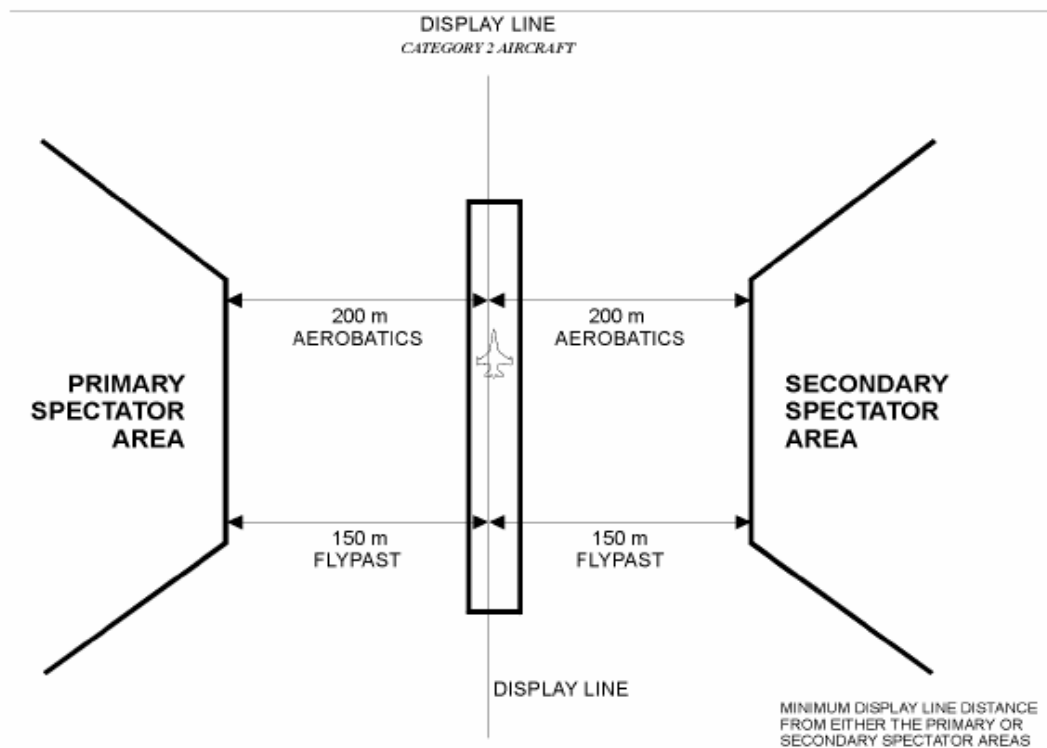 DISPLAY LINE
CATEGORY 2 AIRCRAFT
200 m
AEROBATICS
200 m
AEROBATICS
PRIMARY
SPECTATOR
AREA
SECONDARY
SPECTATOR
AREA
150 m
FLYPAST
150 m
FLYPAST
DISPLAY LINE
MINIMUM DISPLAY LINE DISTANCE
FROM EITHER THE PRIMARY OR
SECONDARY SPECTATOR AREAS